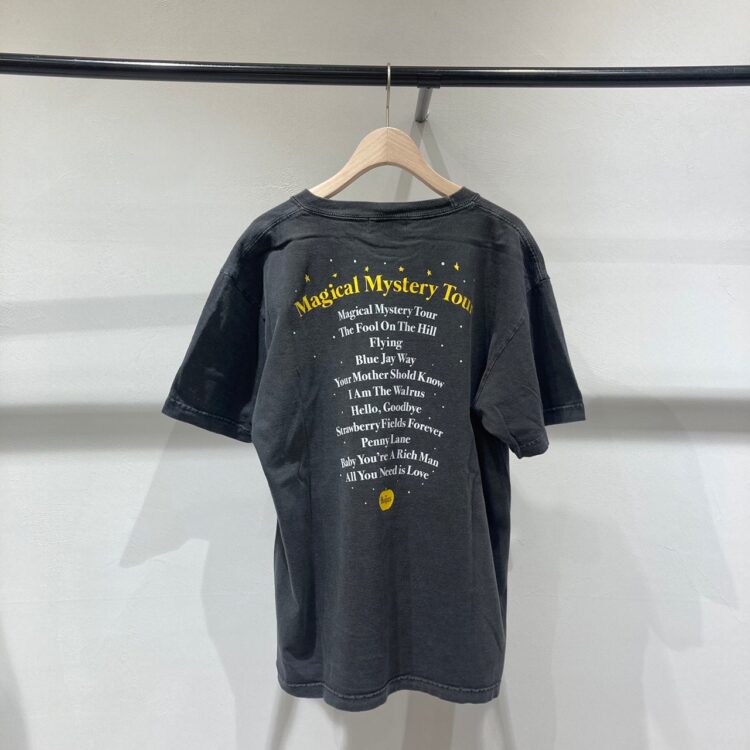 Magical Mystery Tour
Magical Mystery Tour
The Fool On The Hill
Flying
Blue Jay Way
Your Mother Shold Know
I Am The Walrus
Hello, Goodbye
Strawberry Fields Forever
Penny Lane
Baby You're A Rich Man
All You Need is Love